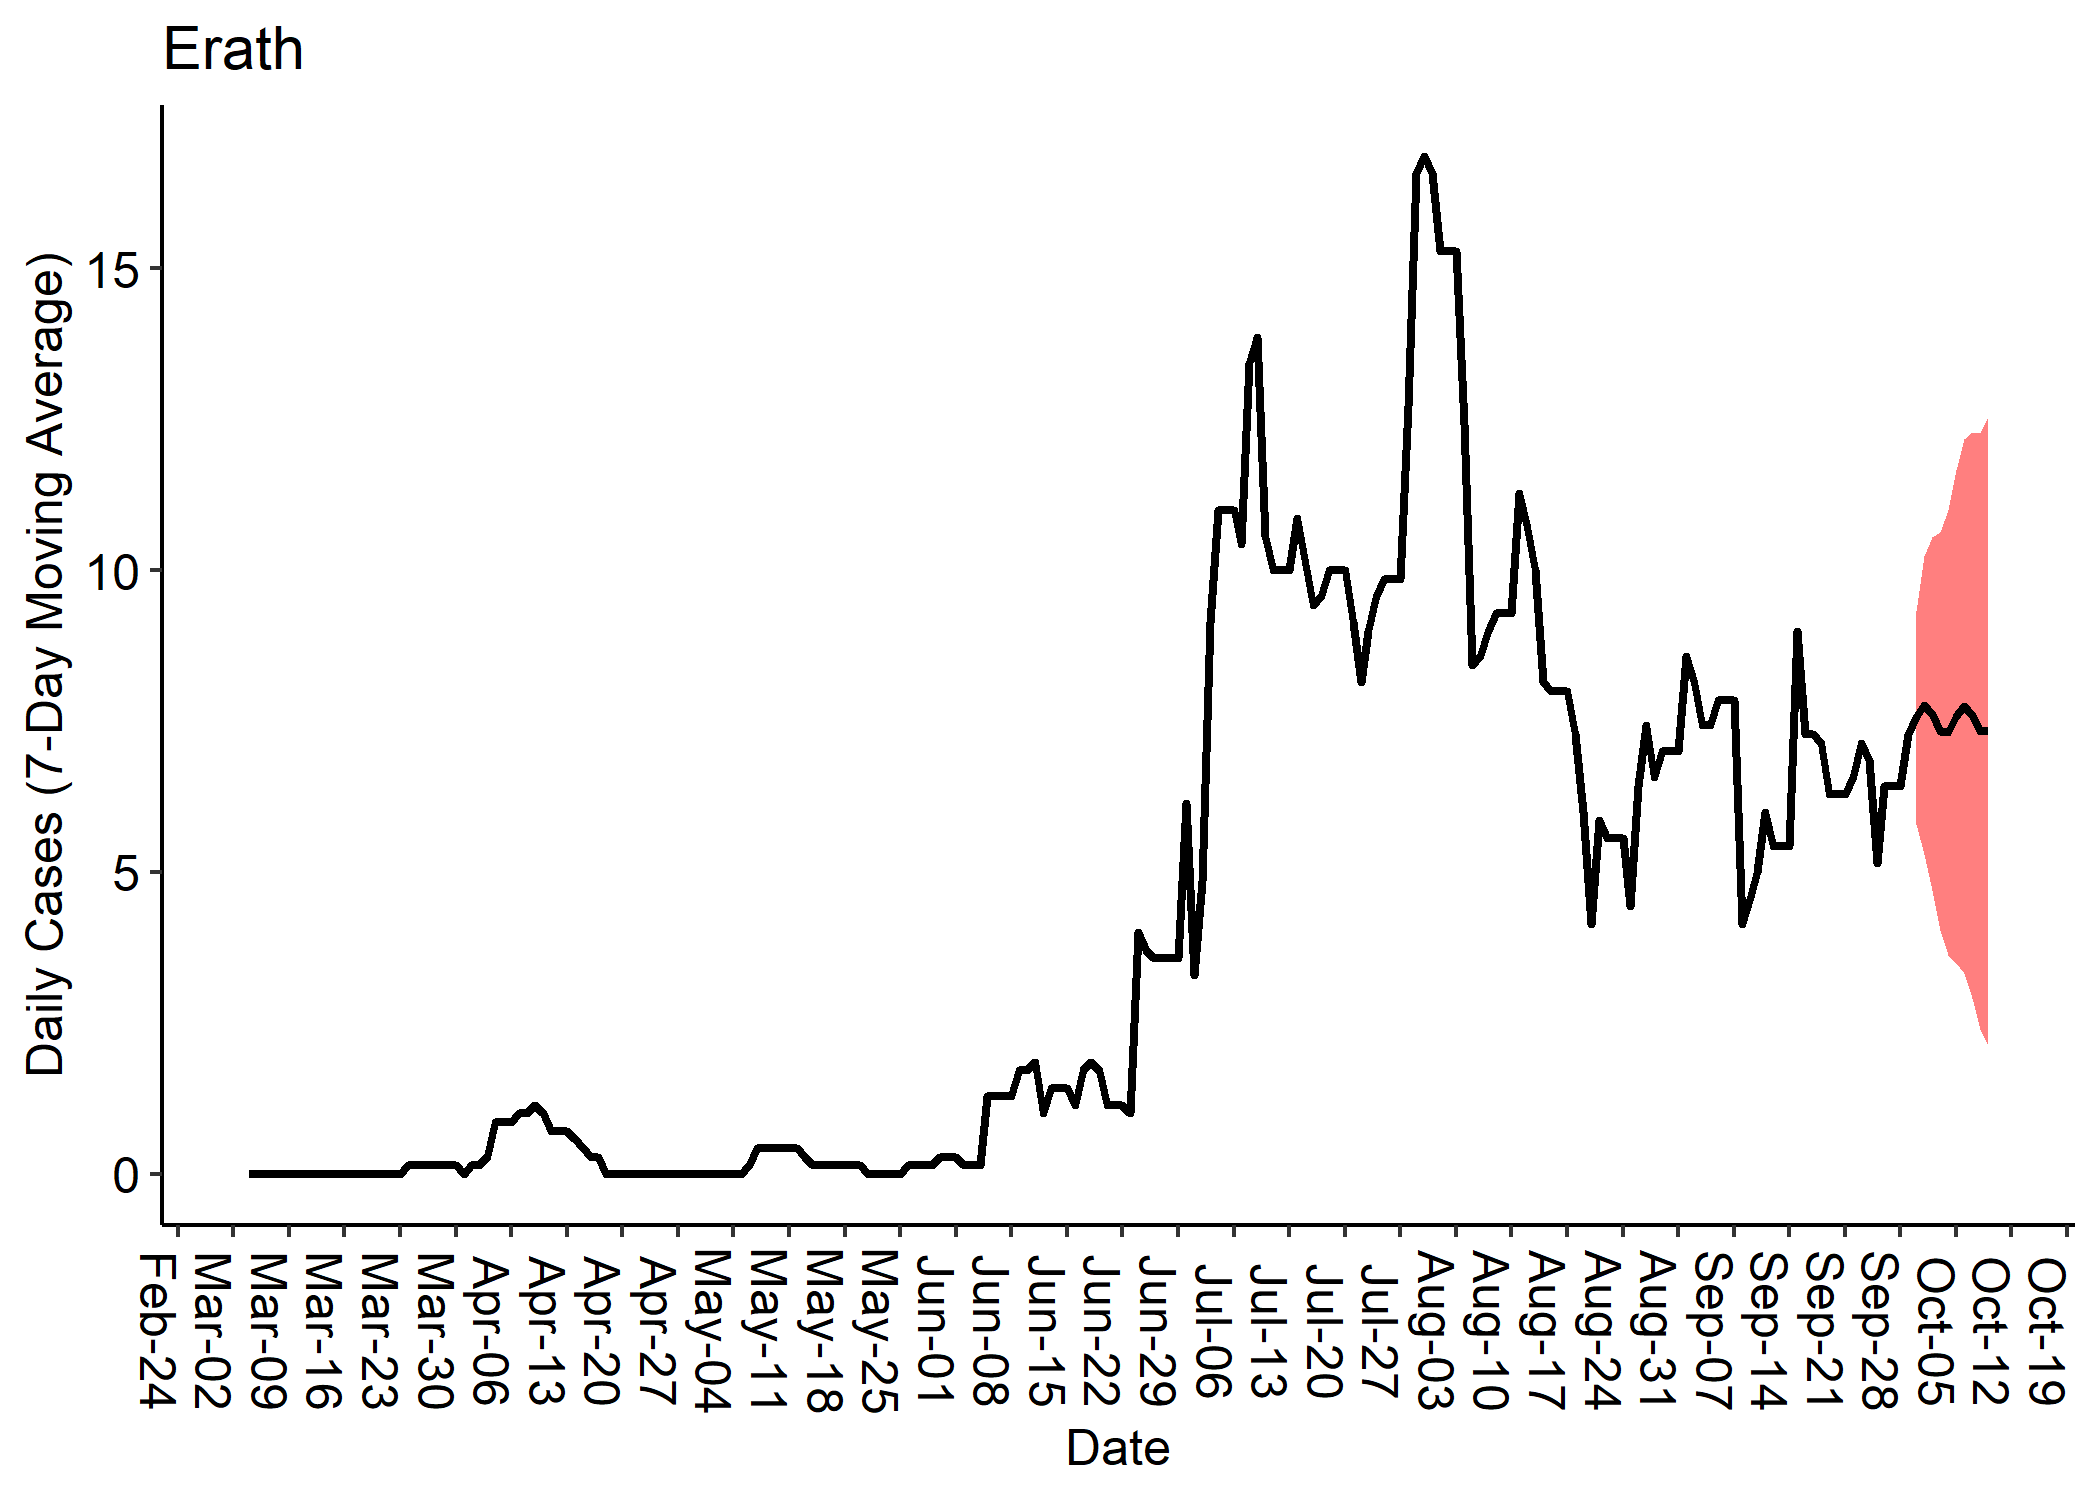 Erath
Daily Cases (7-Day Moving Average)
15
10
5
0
Feb-24
Mar-02
Mar-09
Mar-16
Mar-23
Mar-30
Apr-06
Apr-13
Apr-20
Apr-27
May-04
May-11
May-18
May-25
Jun-01
Jun-08
Jun-15
Jun-22
Jun-29
Jul-06
Jul-13
Jul-20
Jul-27
Aug-03
Aug-10
Aug-17
Aug-24
Aug-31
Sep-07
Sep-14
Sep-21
Sep-28
Oct-05
Oct-12
Oct-19
Date